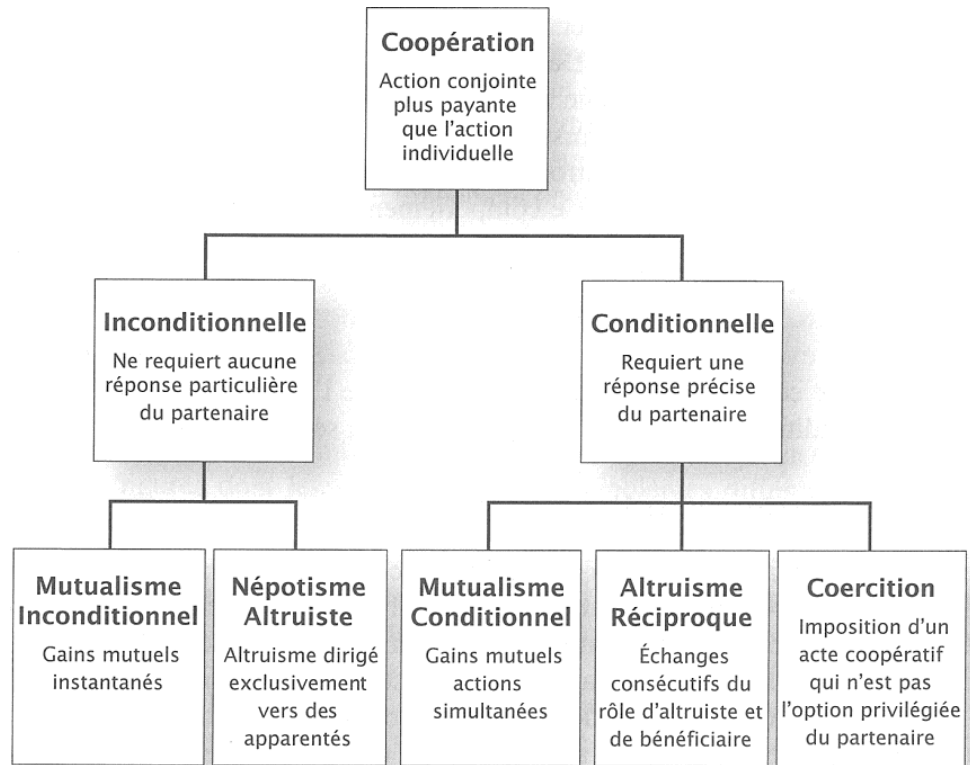 Coopération
Action conjointe
plus payante
que l'action
individuelle
Inconditionnelle
Ne requiert aucune
réponse particulière
du partenaire
Conditionnelle
Requiert une
réponse précise
du partenaire
Mutualisme
Inconditionnel
Gains mutuels
instantanés
Népotisme
Altruiste
Altruisme dirigé
exclusivement
vers des
apparentés
Mutualisme
Conditionnel
Gains mutuels
actions
simultanées
Altruisme
Réciproque
Échanges
consécutifs du
rôle d'altruiste et
de bénéficiaire
Coercition
Imposition d'un
acte coopératif
qui n'est pas
l'option privilégiée
du partenaire